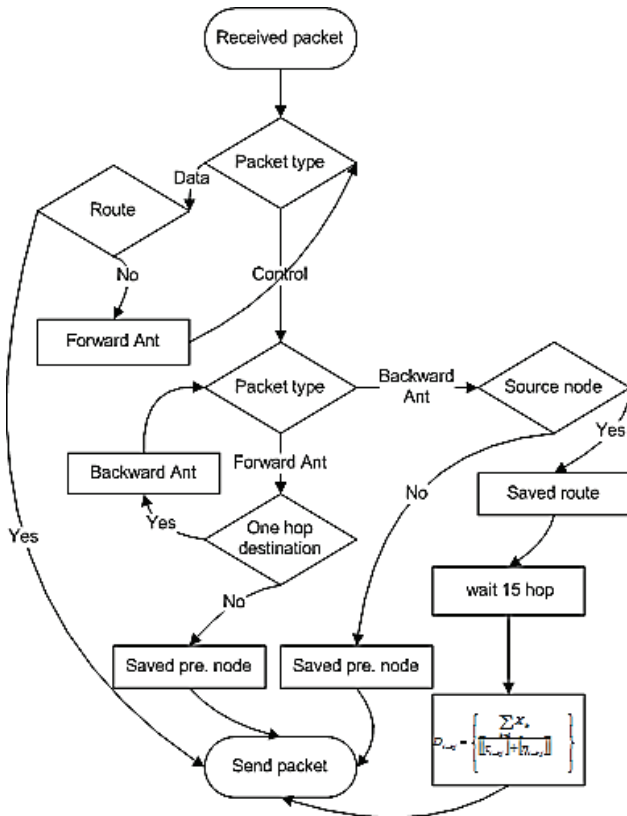 Received packet
Packet type
Data
Route
No
Control
Forward Ant
Packet type
Backward
Ant
Source node
Yes
Backward Ant
Forward Ant
No
Saved route
Yes
Yes
One hop
destination
wait 15 hop
No
Saved pre. node
Saved pre. node
Send packet